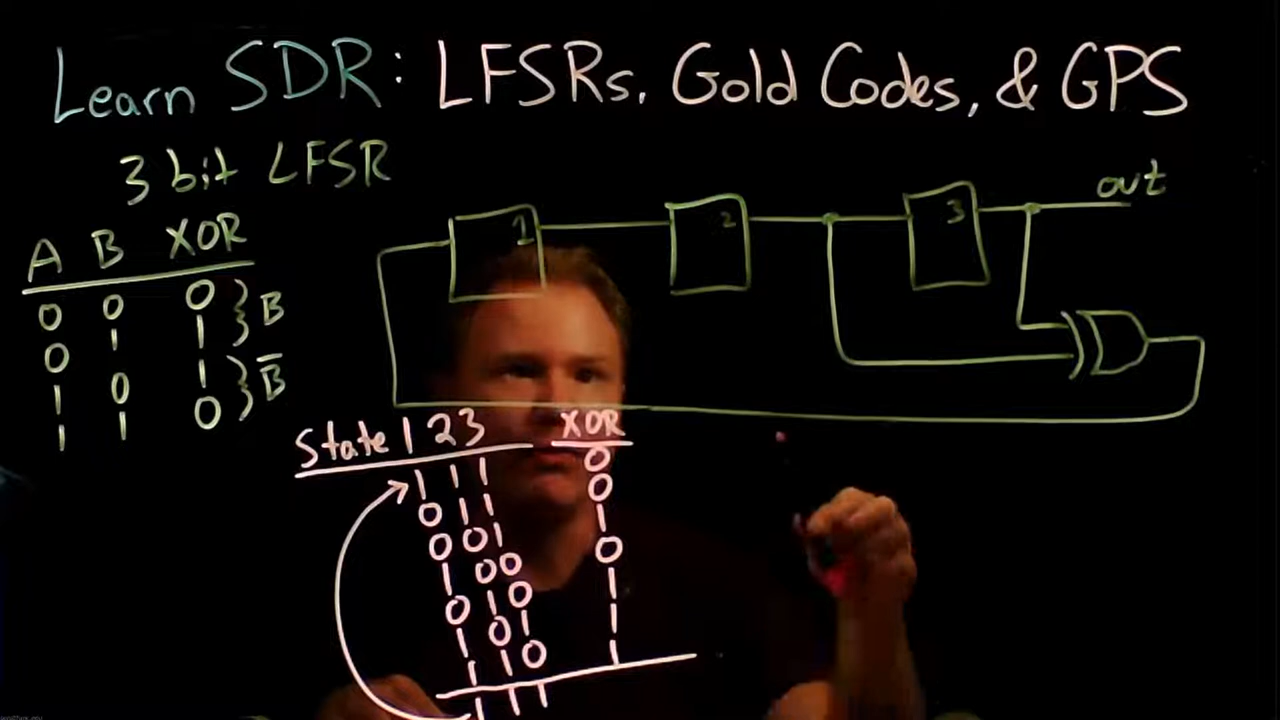 Learn SDR: LFSRs, Gold Codes, & GPS
3 bit LFSR
out
1 2 3
A B XOR
0 0 0 } B
0 1 1
1 0 1 } B̅
1 1 0
State 1 2 3 XOR
1 1 1 0
0 1 1 0
0 0 1 1
1 0 0 0
0 1 0 1
1 0 1 1
1 1 0 1
1 1 1